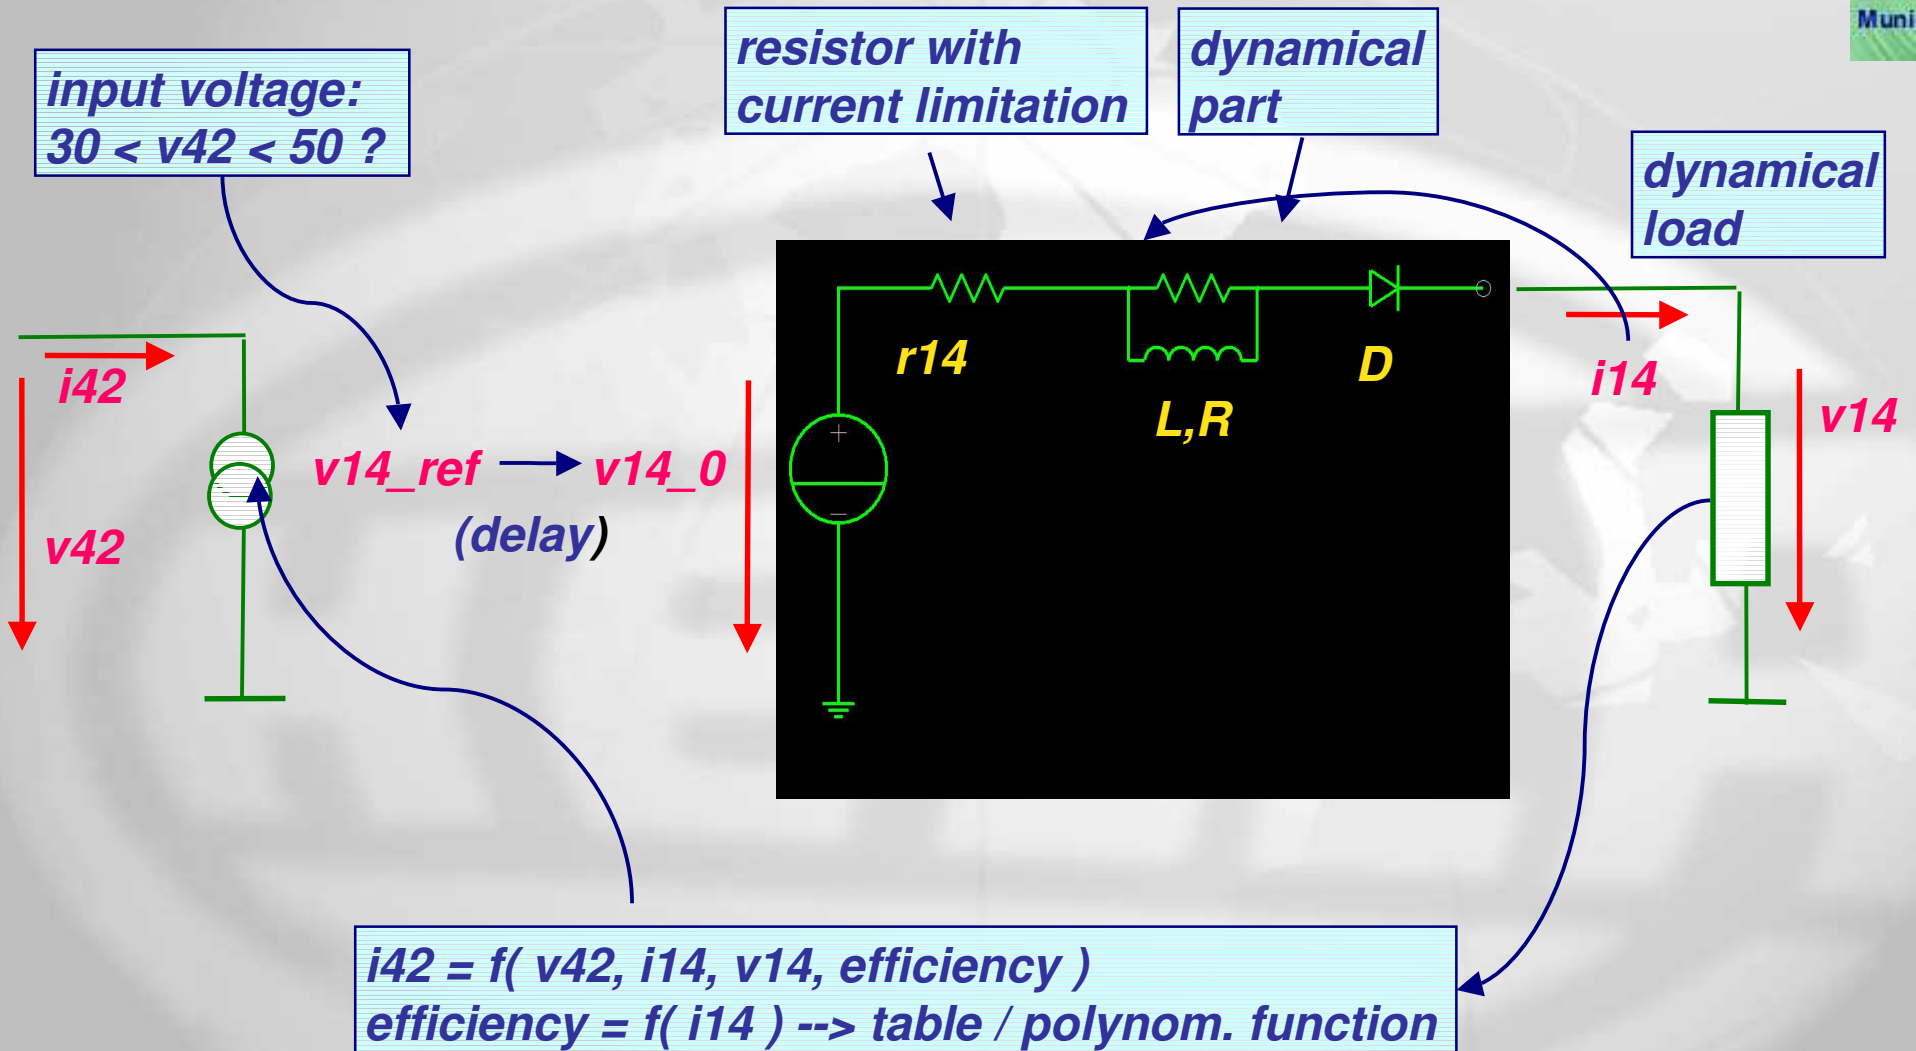 Muni
resistor with
current limitation
dynamical
part
input voltage:
30 < v42 < 50 ?
dynamical
load
i42
v42
v14_ref
v14_0
(delay)
r14
L,R
D
+
−
i14
v14
i42 = f( v42, i14, v14, efficiency )
efficiency = f( i14 ) --> table / polynom. function